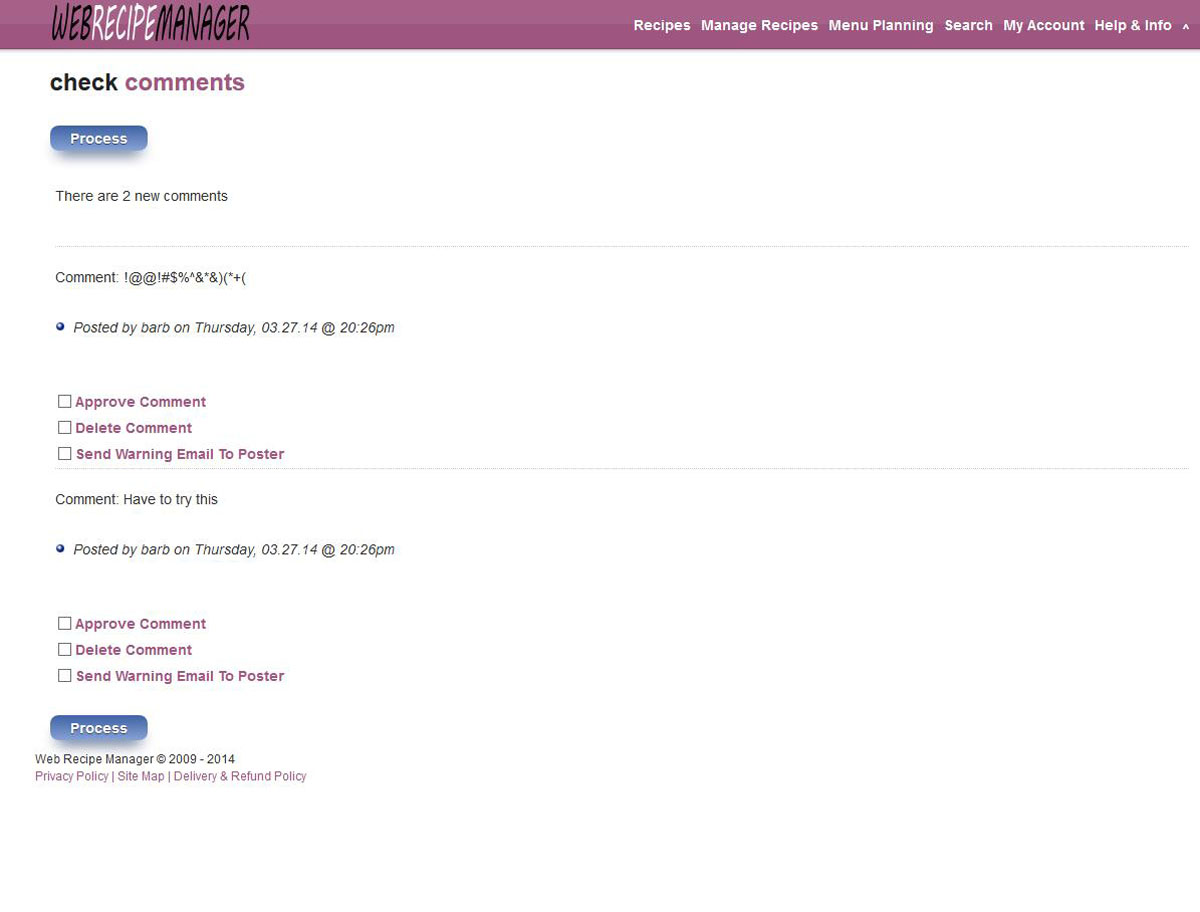 WEBRECIPEMANAGER
Recipes Manage Recipes Menu Planning Search My Account Help & Info ^
check comments
Process
There are 2 new comments
Comment: !@@!#$%^&*&)(*+(
Posted by barb on Thursday, 03.27.14 @ 20:26pm
Approve Comment
Delete Comment
Send Warning Email To Poster
Comment: Have to try this
Posted by barb on Thursday, 03.27.14 @ 20:26pm
Approve Comment
Delete Comment
Send Warning Email To Poster
Process
Web Recipe Manager © 2009 - 2014
Privacy Policy | Site Map | Delivery & Refund Policy